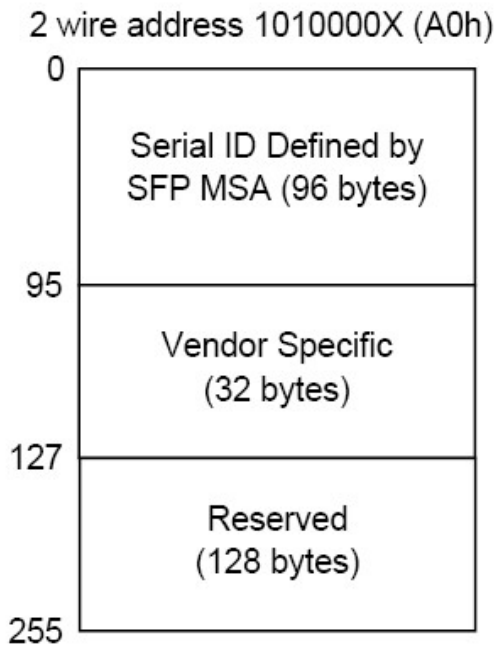 2 wire address 1010000X (A0h)
0
Serial ID Defined by
SFP MSA (96 bytes)
95
Vendor Specific
(32 bytes)
127
Reserved
(128 bytes)
255